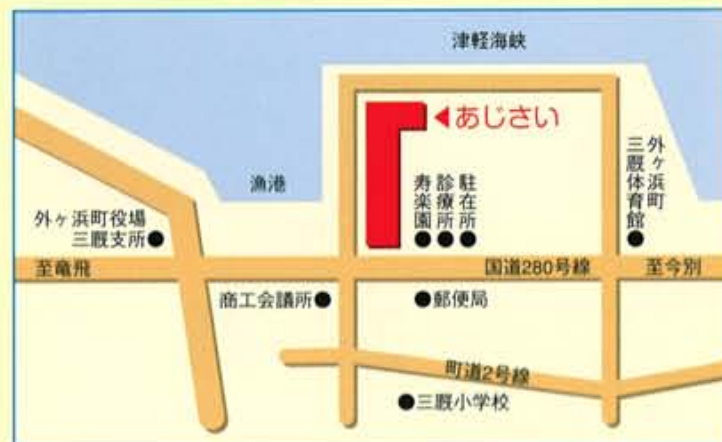 津軽海峡
◀あじさい
漁港
外ヶ浜町
三厩体育館
駐在所
診療所
寿楽園
外ヶ浜町役場
三厩支所●
至竜飛
国道280号線
至今別
商工会議所●
●郵便局
町道2号線
●三厩小学校